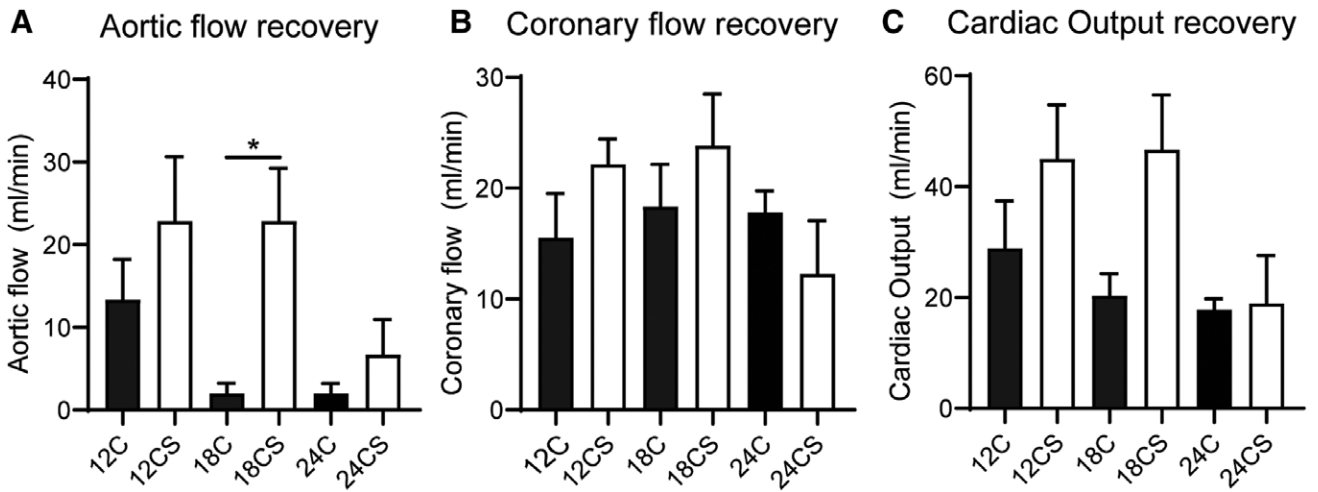 A Aortic flow recovery
Aortic flow (ml/min)
40
30
20
10
0
*
12C
12CS
18C
18CS
24C
24CS
B Coronary flow recovery
Coronary flow (ml/min)
30
20
10
0
12C
12CS
18C
18CS
24C
24CS
C Cardiac Output recovery
Cardiac Output (ml/min)
60
40
20
0
12C
12CS
18C
18CS
24C
24CS